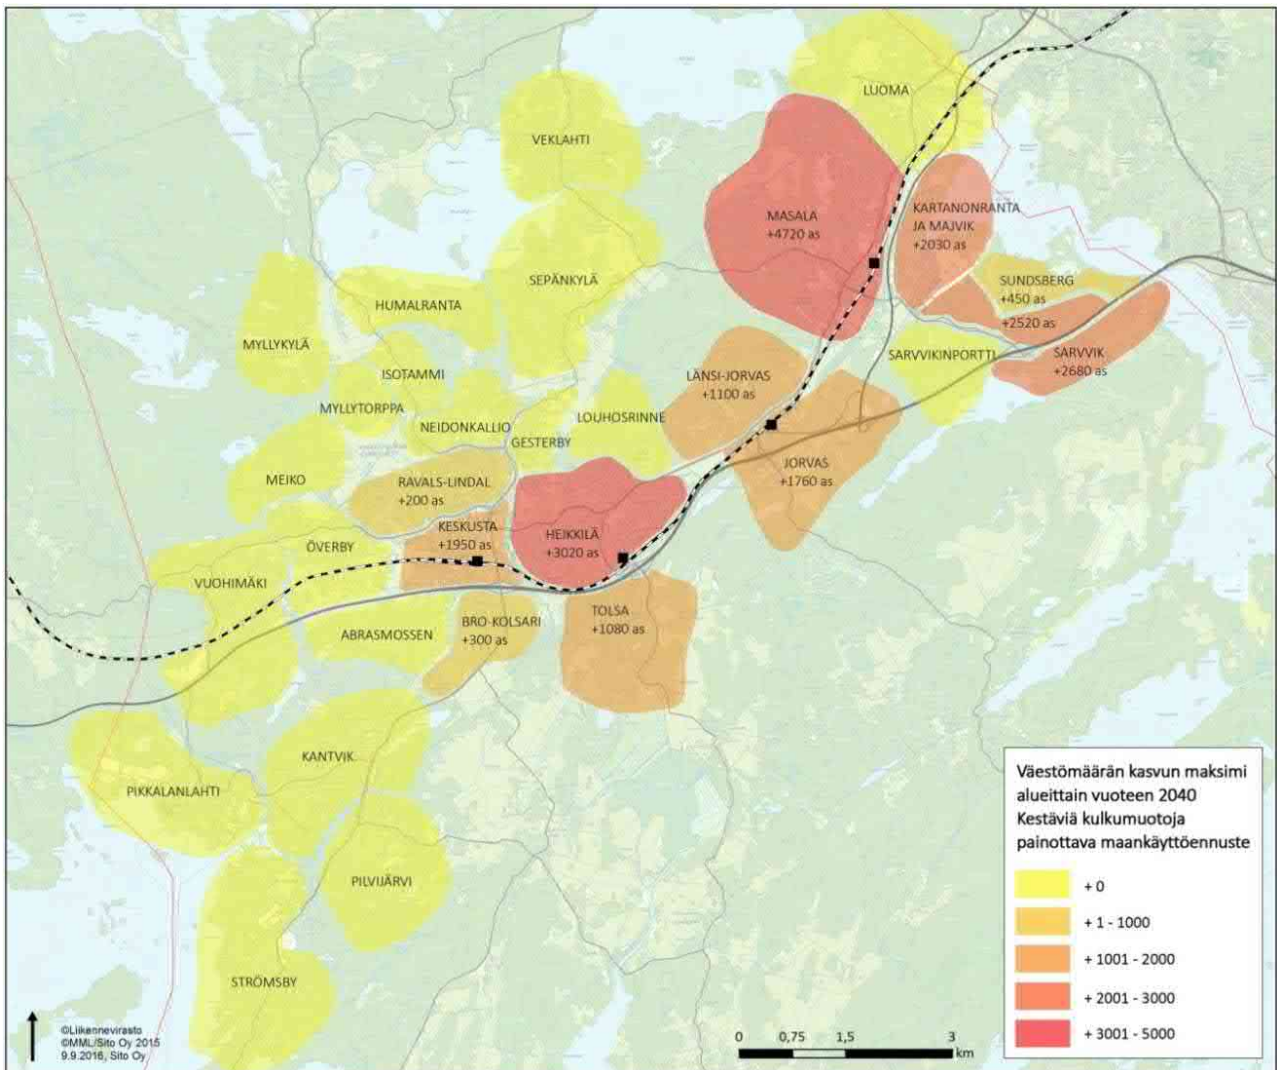 LUOMA
VEKLAHTI
MASALA
+4720 as
KARTANONRANTA
JA MAJVIK
+2030 as
SEPÄNKYLÄ
SUNDSBERG
+450 as
HUMALRANTA
+2520 as
MYLLYKYLÄ
SARVVIKINPORTTI
SARVVIK
+2680 as
ISOTAMMI
LÄNSI-JORVAS
+1100 as
MYLLYTORPPA
LOUHOSRINNE
NEIDONKALLIO
GESTERBY
JORVAS
+1760 as
MEIKO
RAVALS-LINDAL
+200 as
KESKUSTA
+1950 as
HEIKKILÄ
+3020 as
ÖVERBY
VUOHIMÄKI
ABRASMOSSEN
BRO-KOLSARI
+300 as
TOLSA
+1080 as
KANTVIK
PIKKALANLAHTI
PILVIJÄRVI
STRÖMSBY
Väestömäärän kasvun maksimi
alueittain vuoteen 2040
Kestäviä kulkumuotoja
painottava maankäyttöennuste
+ 0
+ 1 - 1000
+ 1001 - 2000
+ 2001 - 3000
+ 3001 - 5000
©Liikennevirasto
©MML/Sito Oy 2015
9.9.2016, Sito Oy
0 0,75 1,5 3
km